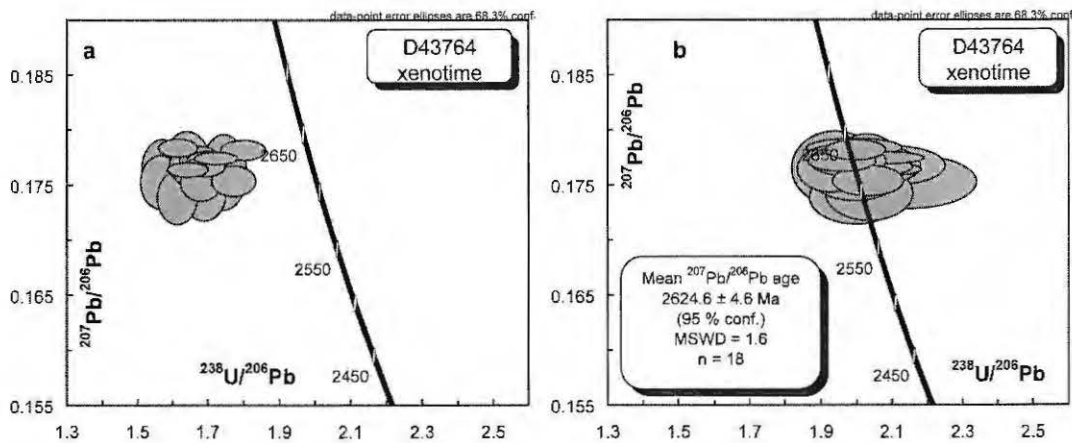 data-point error ellipses are 68.3% conf.
a
D43764
xenotime
0.185
0.175
0.165
0.155
²⁰⁷Pb/²⁰⁶Pb
2650
2550
2450
²³⁸U/²⁰⁶Pb
1.3 1.5 1.7 1.9 2.1 2.3 2.5
data-point error ellipses are 68.3% conf.
b
D43764
xenotime
0.185
0.175
0.165
0.155
²⁰⁷Pb/²⁰⁶Pb
2650
2550
2450
Mean ²⁰⁷Pb/²⁰⁶Pb age
2624.6 ± 4.6 Ma
(95 % conf.)
MSWD = 1.6
n = 18
²³⁸U/²⁰⁶Pb
1.3 1.5 1.7 1.9 2.1 2.3 2.5